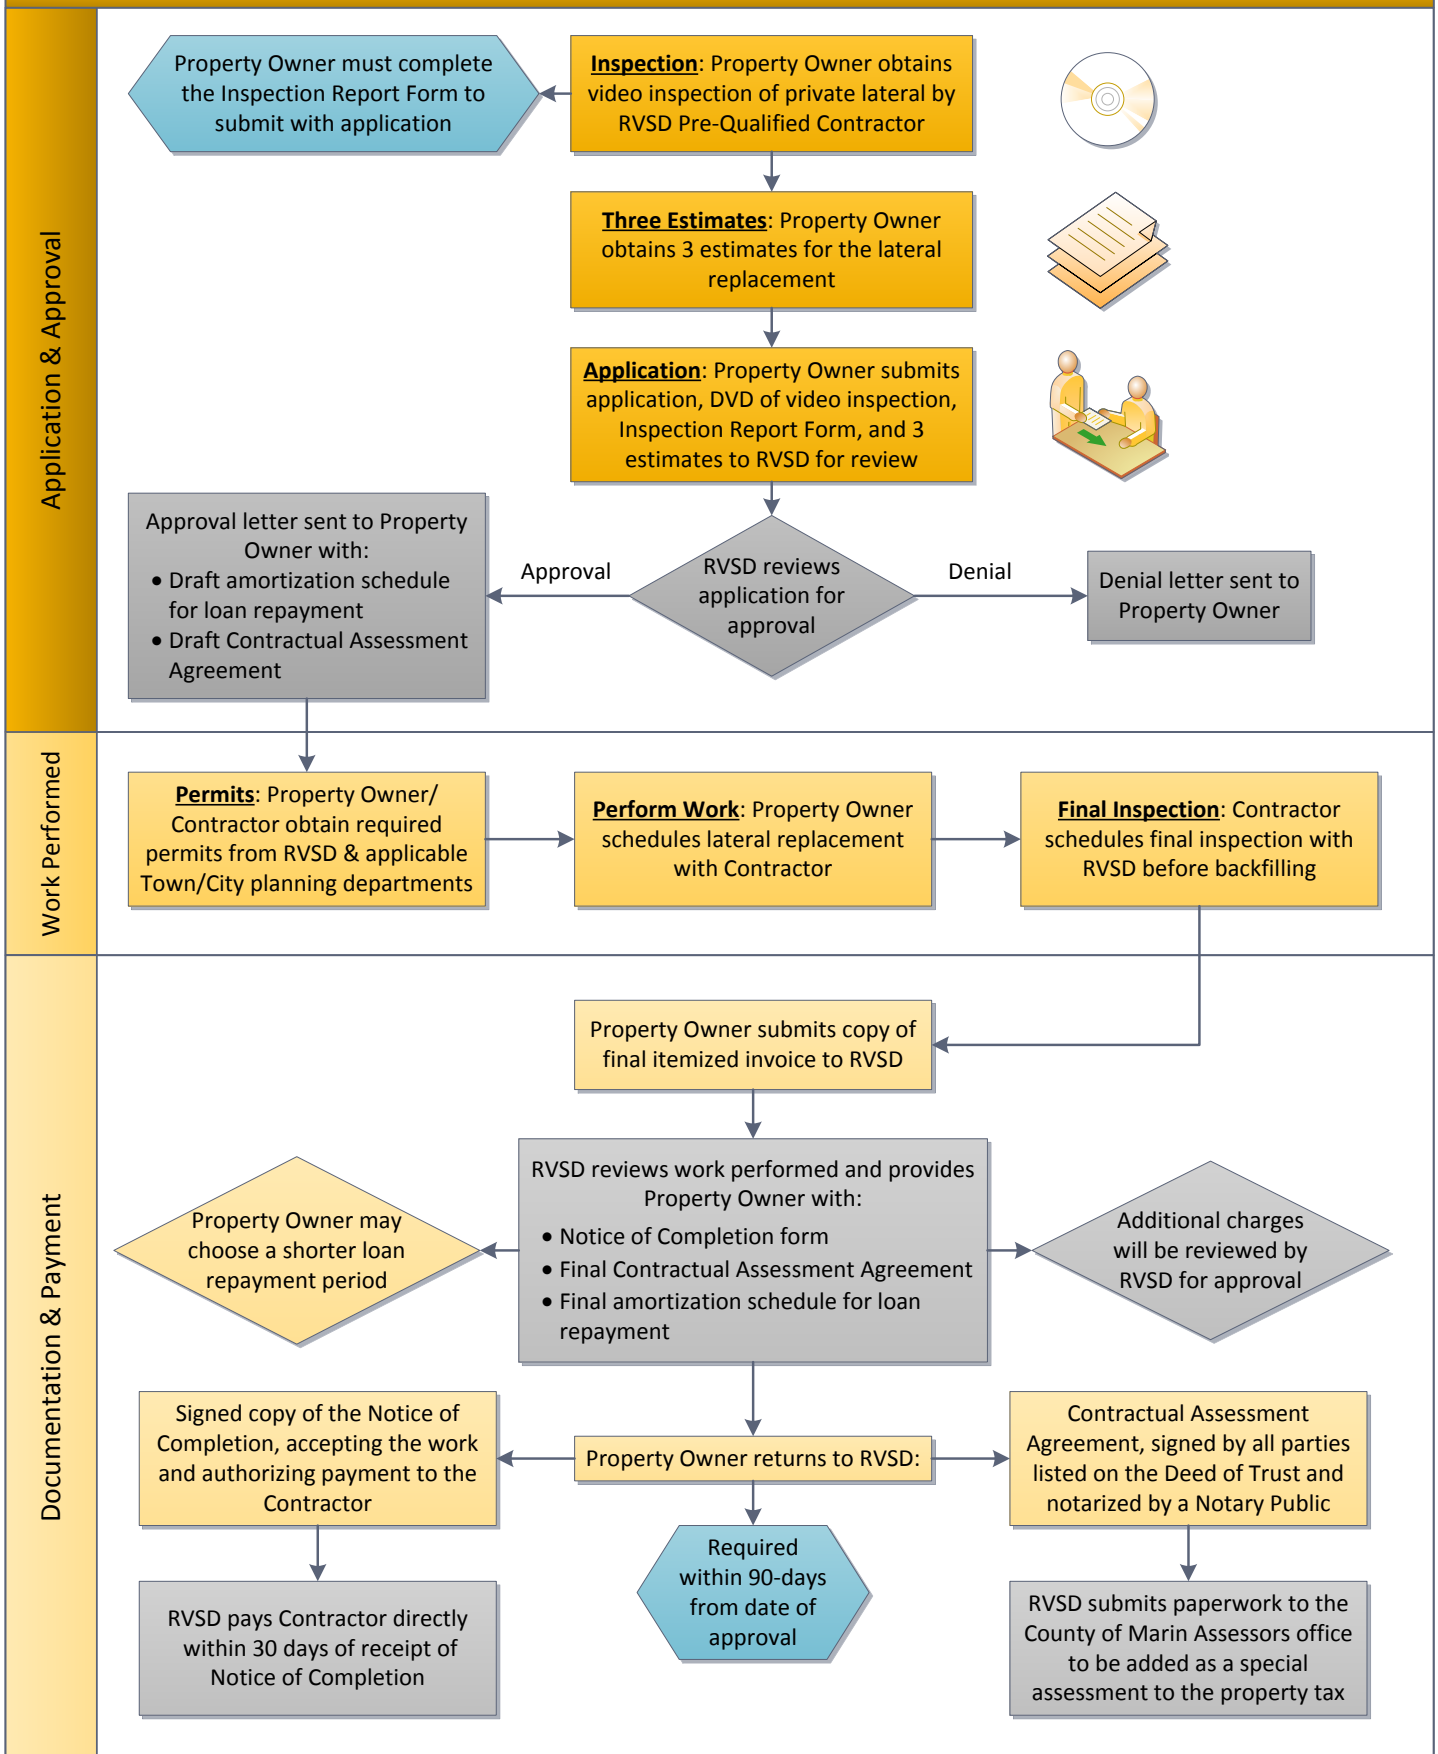 Application & Approval
Property Owner must complete
the Inspection Report Form to
submit with application
Inspection: Property Owner obtains
video inspection of private lateral by
RVSD Pre-Qualified Contractor
Three Estimates: Property Owner
obtains 3 estimates for the lateral
replacement
Application: Property Owner submits
application, DVD of video inspection,
Inspection Report Form, and 3
estimates to RVSD for review
Approval letter sent to Property
Owner with:
• Draft amortization schedule
for loan repayment
• Draft Contractual Assessment
Agreement
Approval
RVSD reviews
application for
approval
Denial
Denial letter sent to
Property Owner
Work Performed
Permits: Property Owner/
Contractor obtain required
permits from RVSD & applicable
Town/City planning departments
Perform Work: Property Owner
schedules lateral replacement
with Contractor
Final Inspection: Contractor
schedules final inspection with
RVSD before backfilling
Documentation & Payment
Property Owner submits copy of
final itemized invoice to RVSD
Property Owner may
choose a shorter loan
repayment period
RVSD reviews work performed and provides
Property Owner with:
• Notice of Completion form
• Final Contractual Assessment Agreement
• Final amortization schedule for loan
repayment
Additional charges
will be reviewed by
RVSD for approval
Signed copy of the Notice of
Completion, accepting the work
and authorizing payment to the
Contractor
Property Owner returns to RVSD:
Contractual Assessment
Agreement, signed by all parties
listed on the Deed of Trust and
notarized by a Notary Public
RVSD pays Contractor directly
within 30 days of receipt of
Notice of Completion
Required
within 90-days
from date of
approval
RVSD submits paperwork to the
County of Marin Assessors office
to be added as a special
assessment to the property tax